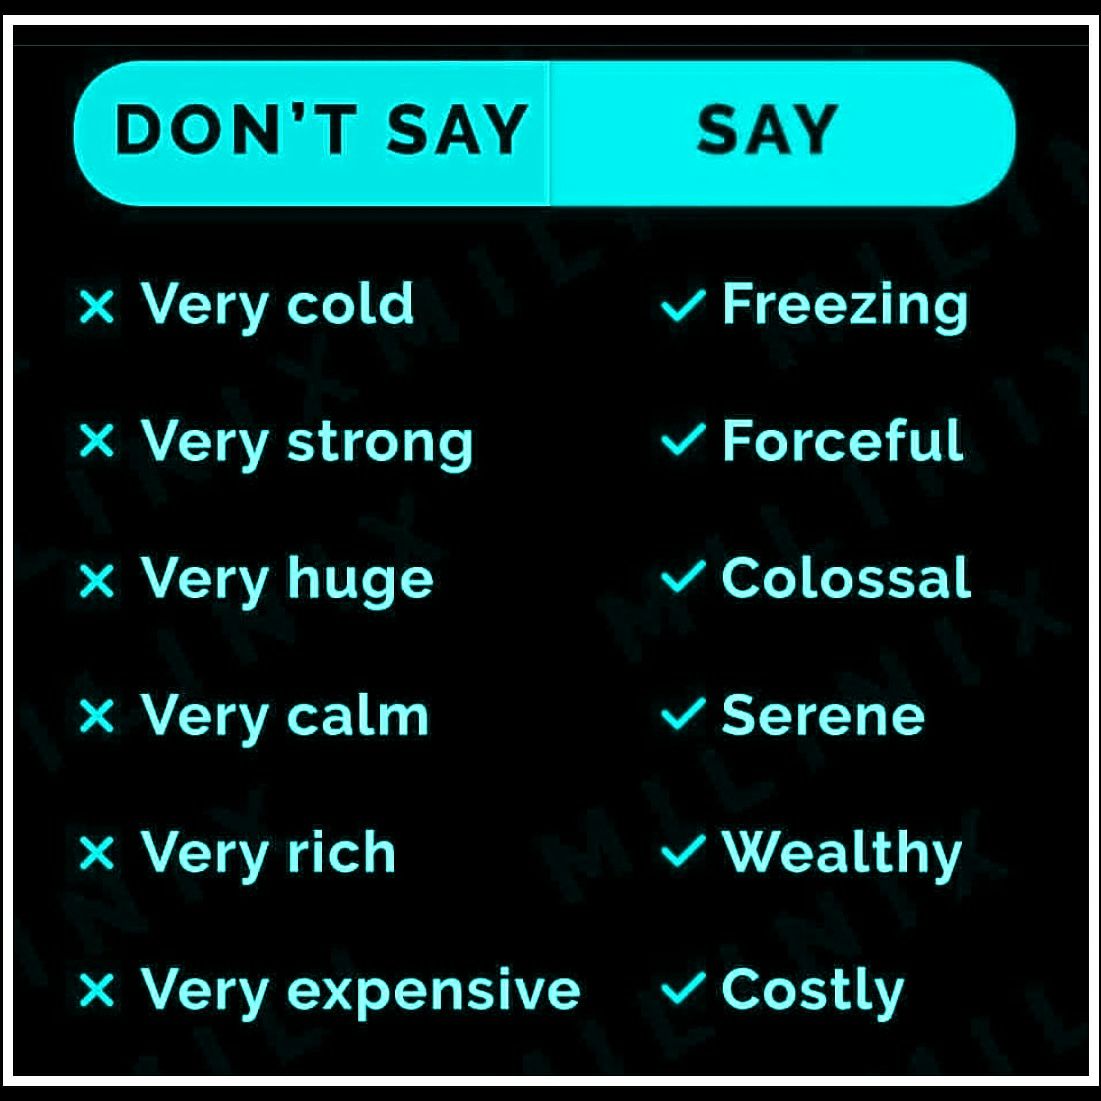 DON'T SAY SAY
Very cold Freezing
Very strong Forceful
Very huge Colossal
Very calm Serene
Very rich Wealthy
Very expensive Costly